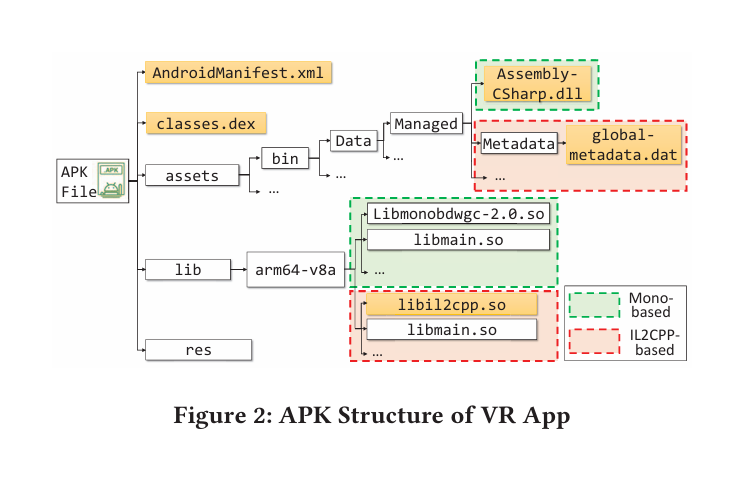 AndroidManifest.xml
Assembly-
CSharp.dll
classes.dex
Managed
Data
global-
metadata.dat
Metadata
bin
...
APK
File
.APK
assets
...
...
...
Libmonobdwgc-2.0.so
libmain.so
lib
arm64-v8a
...
libil2cpp.so
libmain.so
...
res
Mono-
based
IL2CPP-
based
Figure 2: APK Structure of VR App